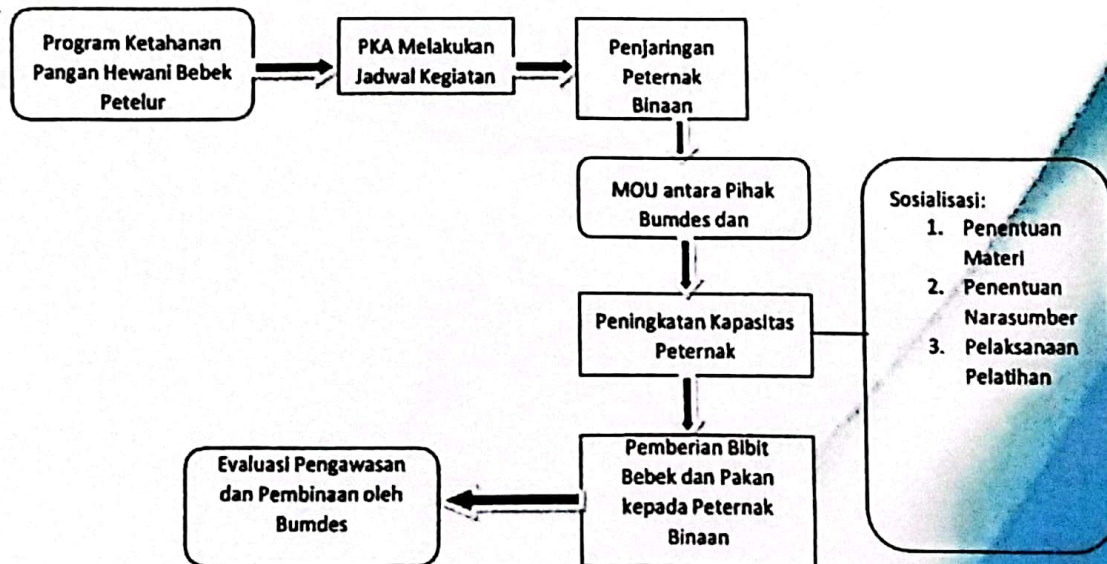 Program Ketahanan
Pangan Hewani Bebek
Petelur
PKA Melakukan
Jadwal Kegiatan
Penjaringan
Peternak
Binaan
MOU antara Pihak
Bumdes dan
Sosialisasi:
1. Penentuan
Materi
2. Penentuan
Narasumber
3. Pelaksanaan
Pelatihan
Peningkatan Kapasitas
Peternak
Pemberian Bibit
Bebek dan Pakan
kepada Peternak
Binaan
Evaluasi Pengawasan
dan Pembinaan oleh
Bumdes